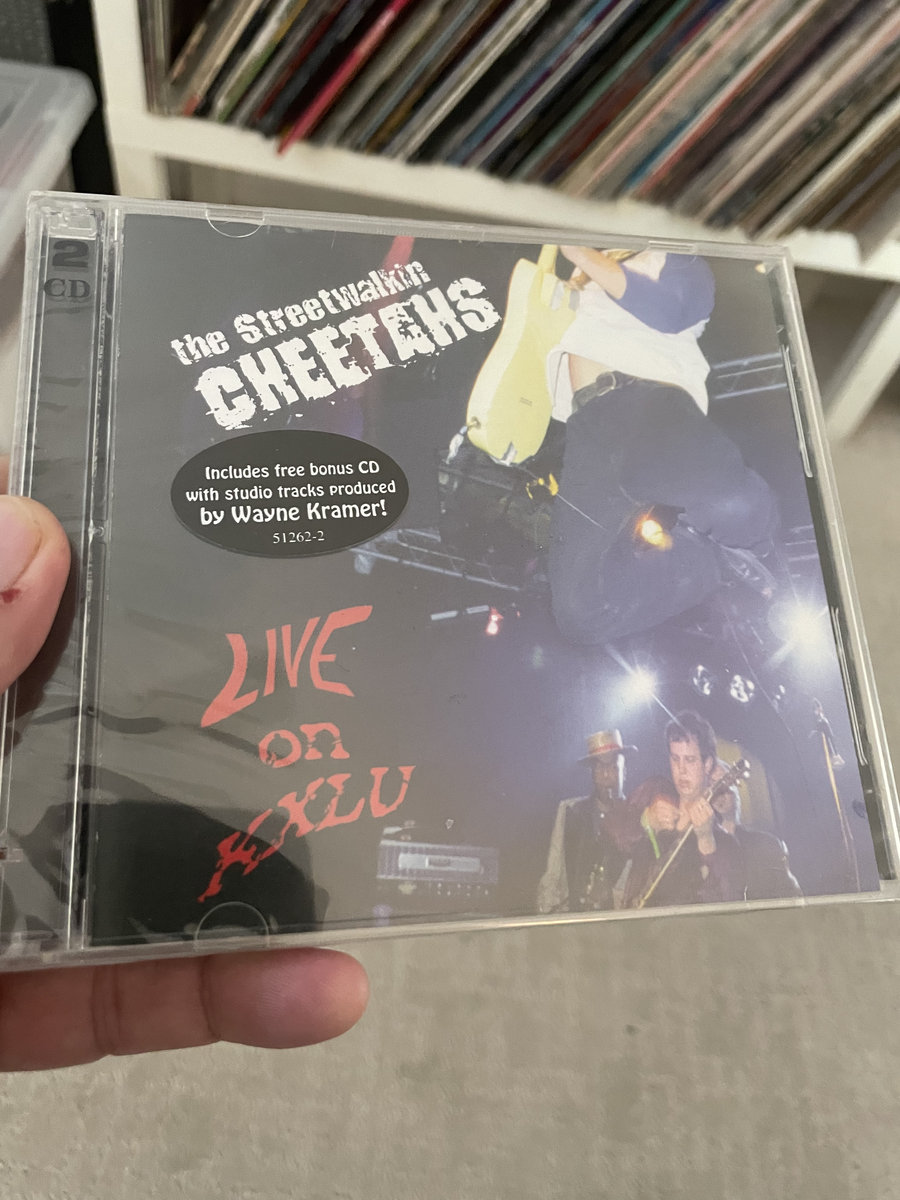 2
CD
the Streetwalkin
CHEETAHS
Includes free bonus CD
with studio tracks produced
by Wayne Kramer!
51262-2
LIVE
on
KXLU